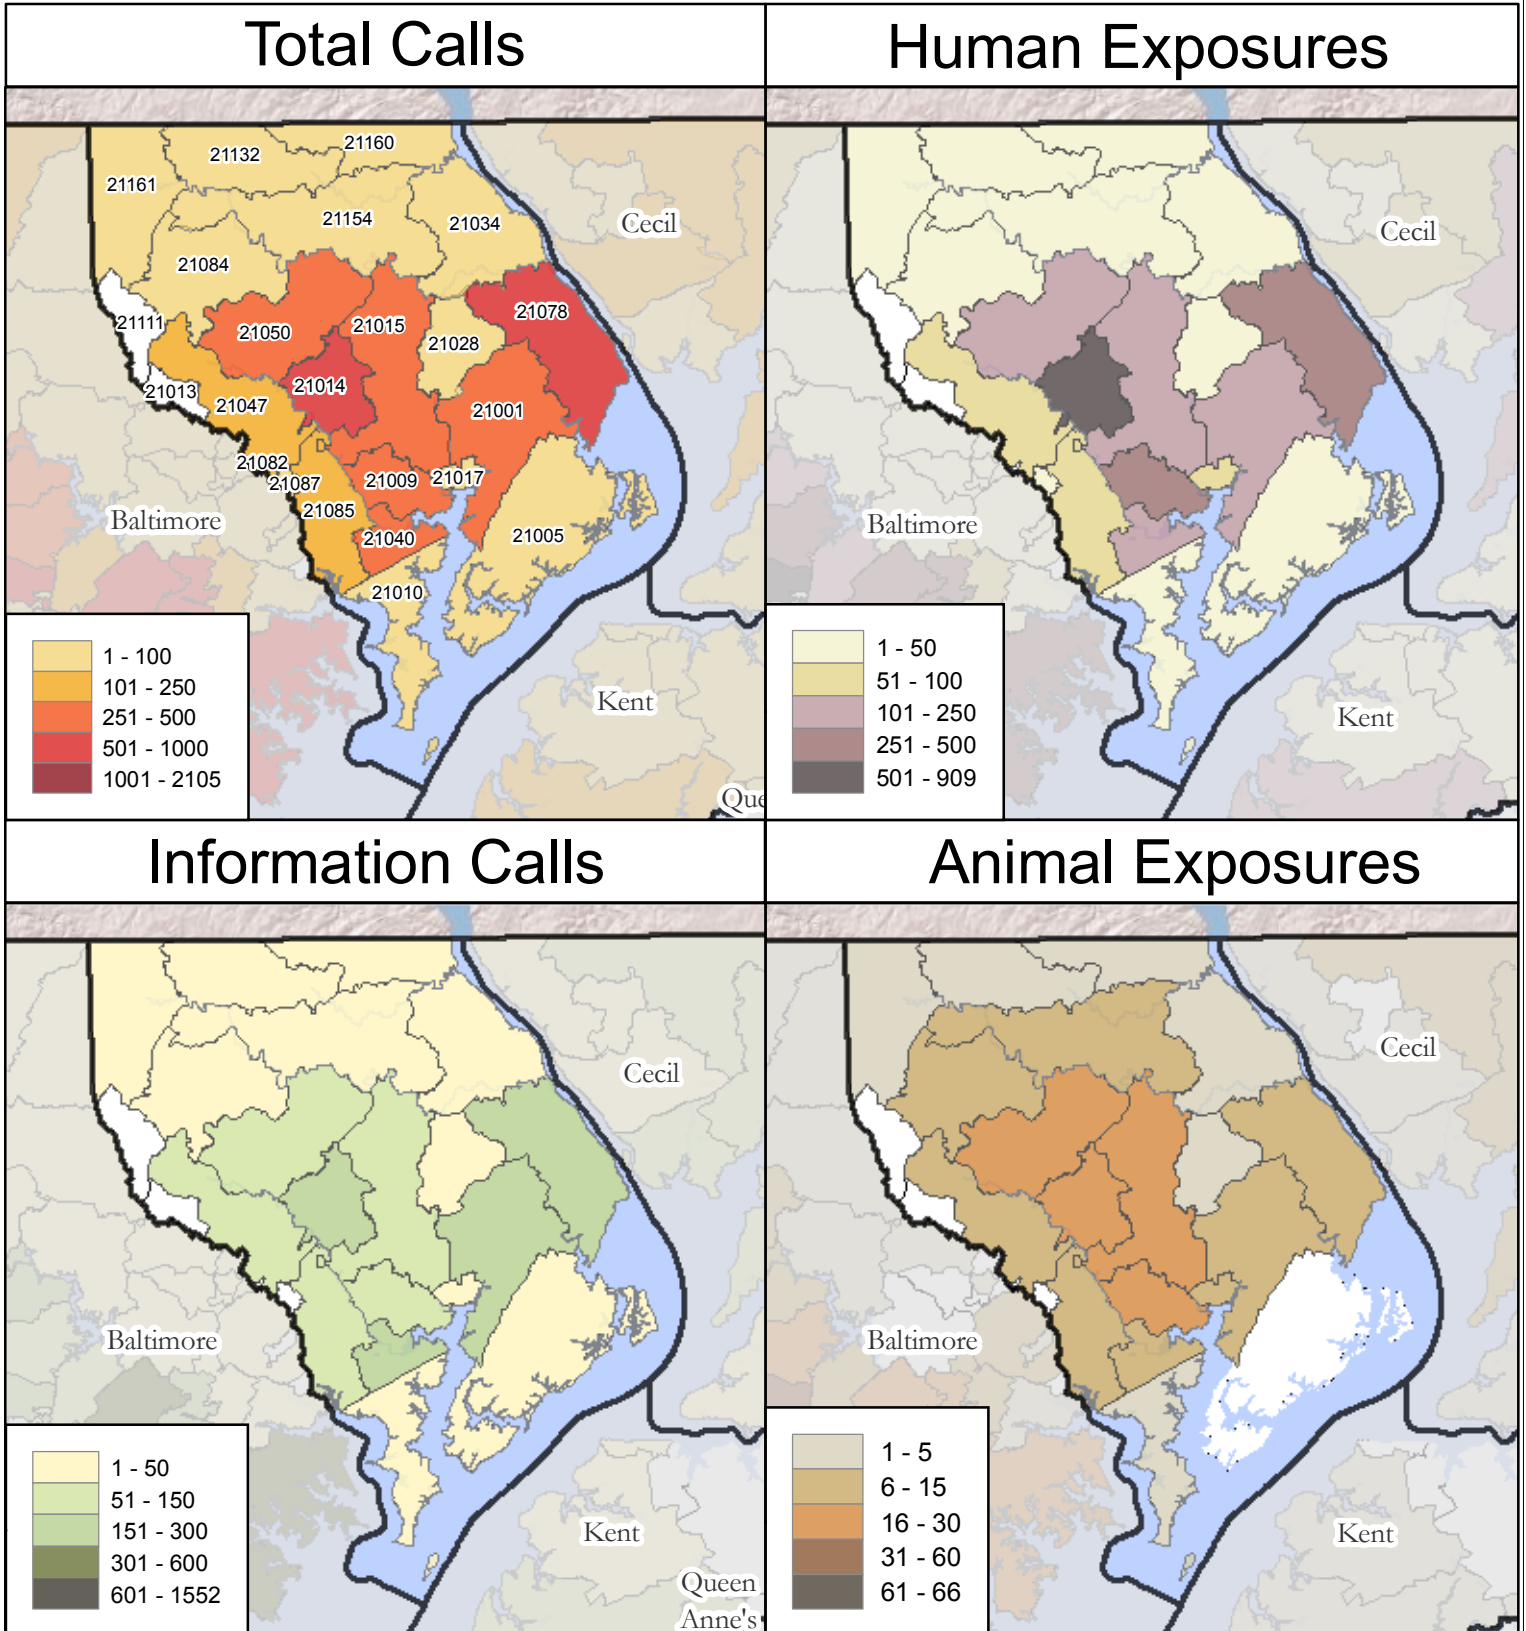 Total Calls
Human Exposures
21132
21160
21161
21154
21034
Cecil
21084
21111
21050
21015
21078
21028
21014
21013
21047
21001
21082
21087
21009
21017
21085
Baltimore
21040
21005
21010
1 - 100
101 - 250
251 - 500
501 - 1000
1001 - 2105
Kent
Que
Cecil
Baltimore
1 - 50
51 - 100
101 - 250
251 - 500
501 - 909
Kent
Information Calls
Animal Exposures
Cecil
Baltimore
1 - 50
51 - 150
151 - 300
301 - 600
601 - 1552
Kent
Queen
Anne's
Cecil
Baltimore
1 - 5
6 - 15
16 - 30
31 - 60
61 - 66
Kent